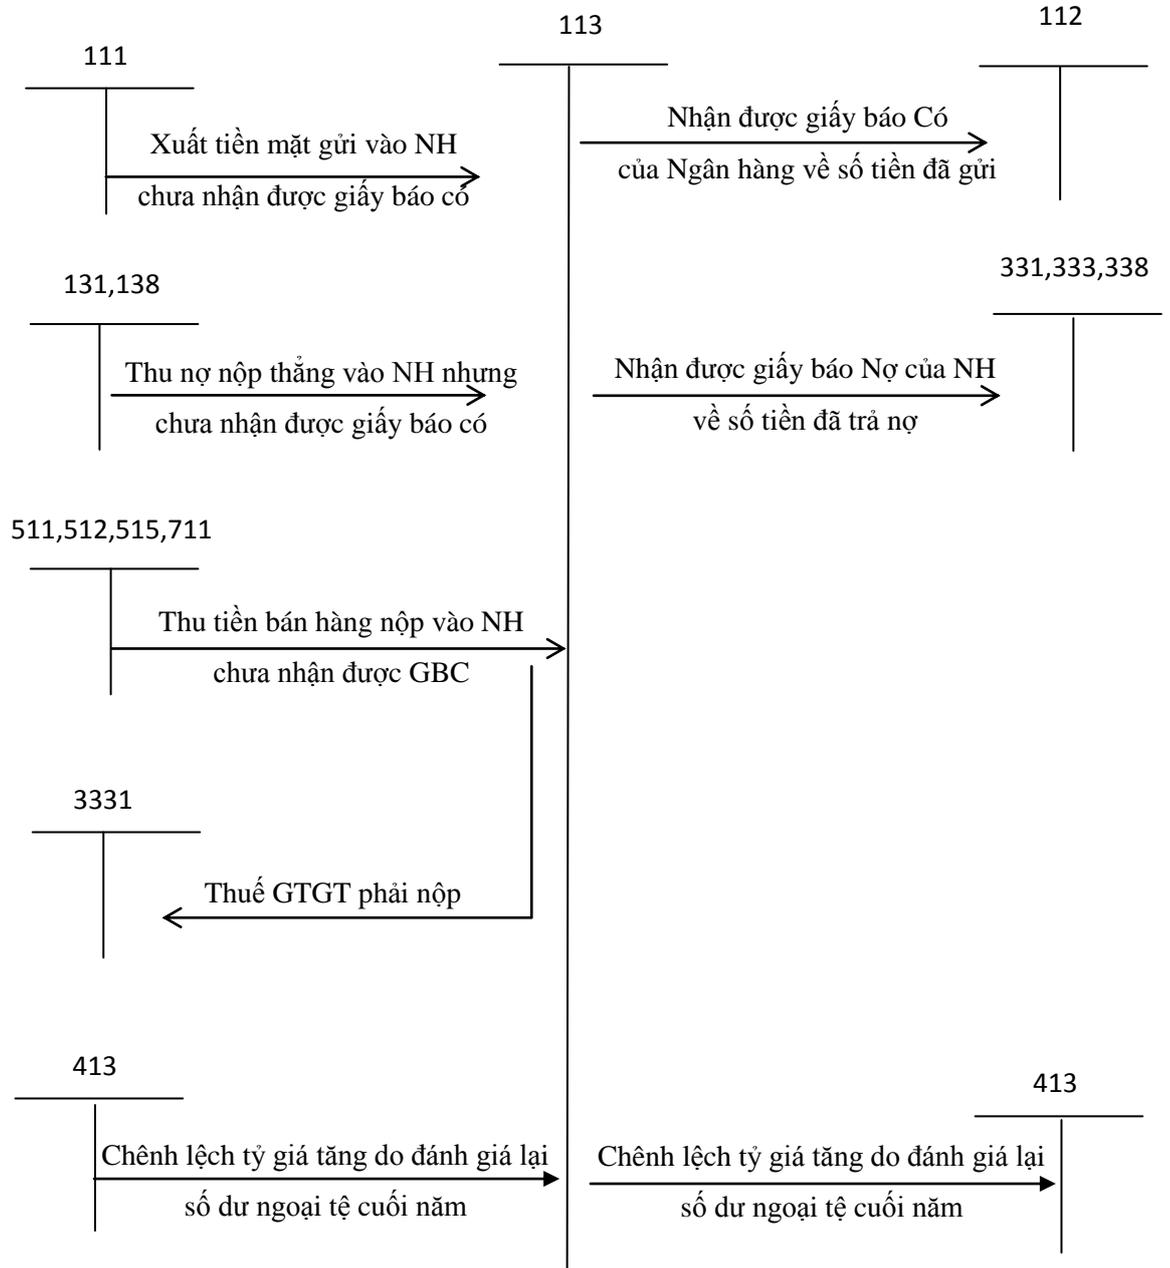 113
112
111
Xuất tiền mặt gửi vào NH
chưa nhận được giấy báo có
Nhận được giấy báo Có
của Ngân hàng về số tiền đã gửi
131,138
331,333,338
Thu nợ nộp thẳng vào NH nhưng
chưa nhận được giấy báo có
Nhận được giấy báo Nợ của NH
về số tiền đã trả nợ
511,512,515,711
Thu tiền bán hàng nộp vào NH
chưa nhận được GBC
3331
Thuế GTGT phải nộp
413
413
Chênh lệch tỷ giá tăng do đánh giá lại
số dư ngoại tệ cuối năm
Chênh lệch tỷ giá tăng do đánh giá lại
số dư ngoại tệ cuối năm